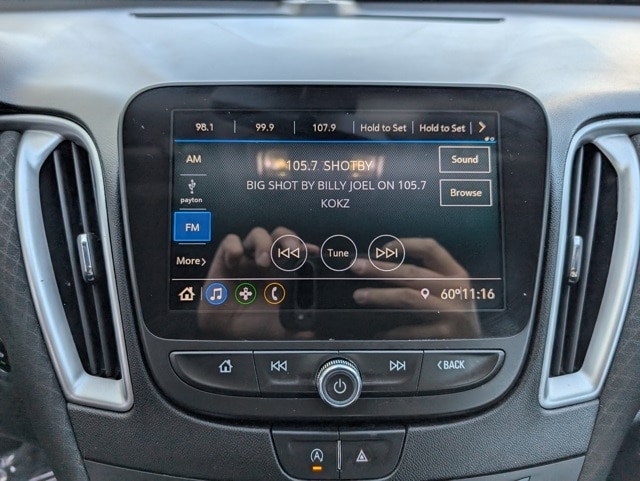 98.1 99.9 107.9 Hold to Set Hold to Set
AM
105.7 SHOTBY
Sound
BIG SHOT BY BILLY JOEL ON 105.7
KOKZ
payton
Browse
FM
Tune
More
60° 11:16
BACK
A